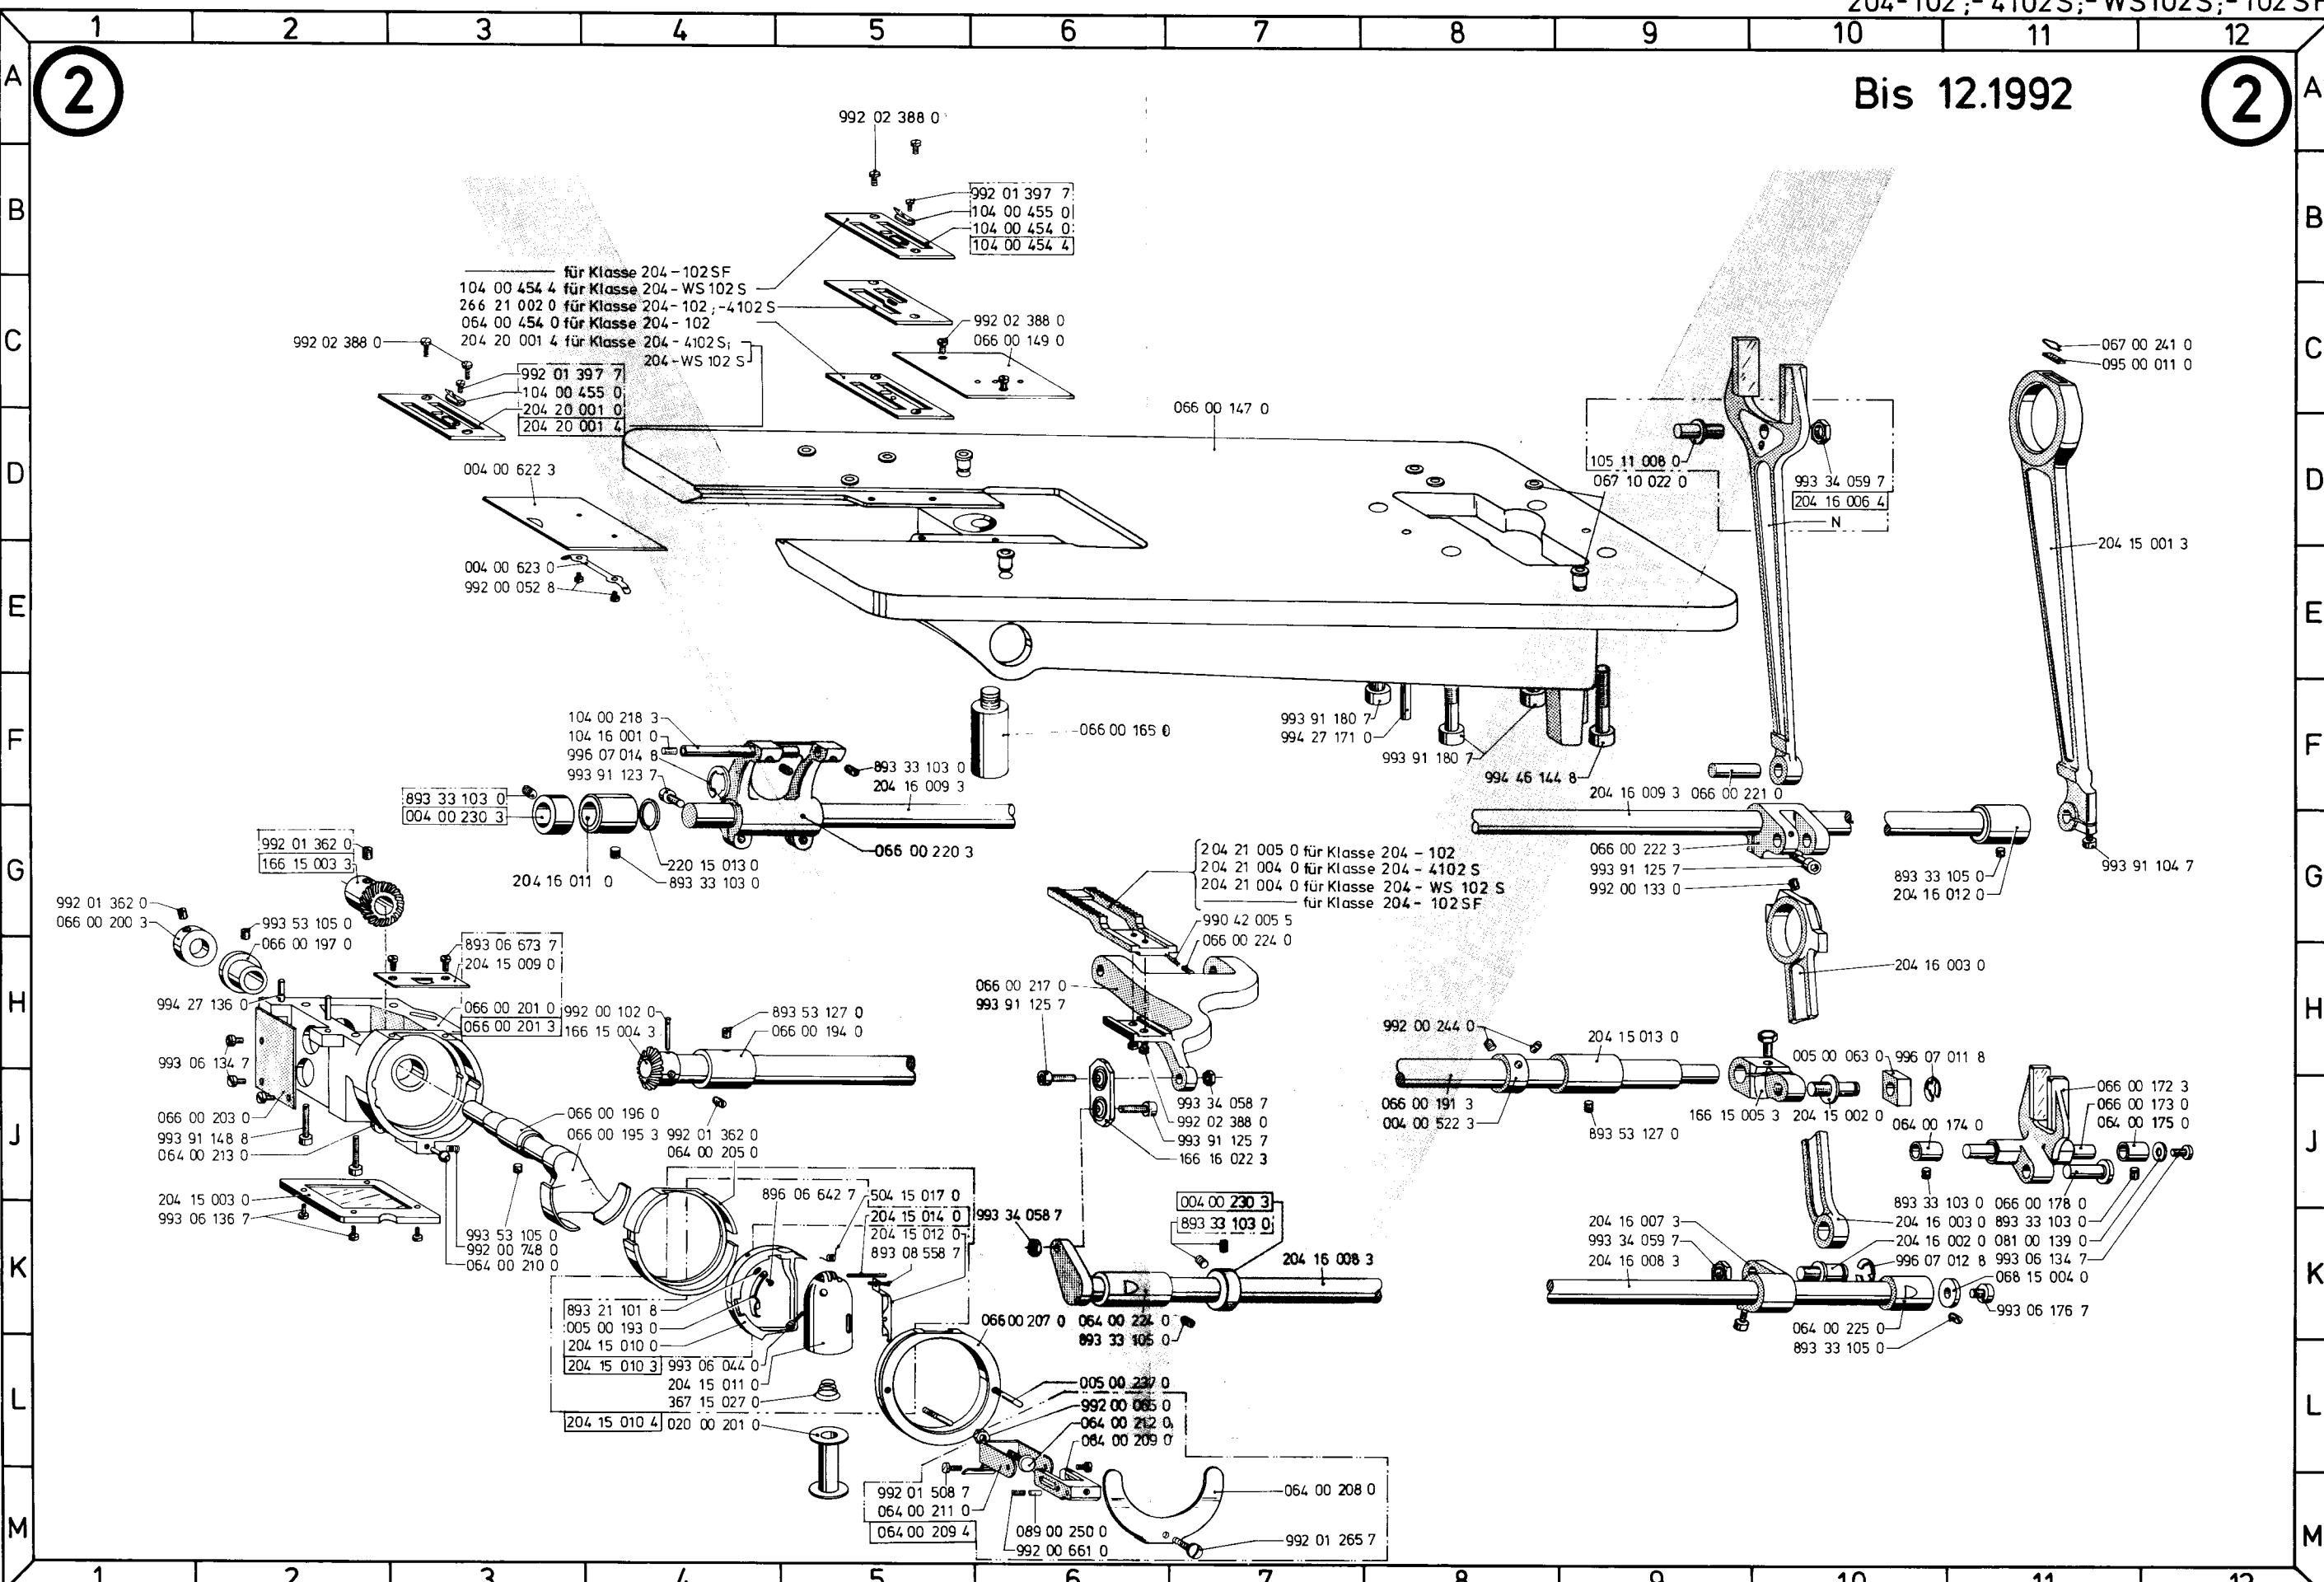 204-102;-4102S;-WS102S;-102SF
1 2 3 4 5 6 7 8 9 10 11 12
A
2
Bis 12.1992
2
A
992 02 388 0
B
992 01 397 7
104 00 455 0
104 00 454 0
104 00 454 4
B
für Klasse 204-102SF
104 00 454 4 für Klasse 204-WS 102 S
266 21 002 0 für Klasse 204-102;-4102 S
064 00 454 0 für Klasse 204-102
204 20 001 4 für Klasse 204-4102 S;
204-WS 102 S
C
992 02 388 0
992 02 388 0
066 00 149 0
067 00 241 0
095 00 011 0
C
992 01 397 7
104 00 455 0
204 20 001 0
204 20 001 4
066 00 147 0
D
004 00 622 3
105 11 008 0
067 10 022 0
993 34 059 7
204 16 006 4
N
D
004 00 623 0
992 00 052 8
204 15 001 3
E
E
104 00 218 3
104 16 001 0
996 07 014 8
993 91 123 7
893 33 103 0
204 16 009 3
066 00 165 0
993 91 180 7
994 27 171 0
993 91 180 7
994 46 144 8
F
F
893 33 103 0
004 00 230 3
204 16 009 3
066 00 221 0
992 01 362 0
166 15 003 3
204 16 011 0
220 15 013 0
893 33 103 0
066 00 220 3
204 21 005 0 für Klasse 204-102
204 21 004 0 für Klasse 204-4102 S
204 21 004 0 für Klasse 204-WS 102 S
für Klasse 204-102SF
066 00 222 3
993 91 125 7
992 00 133 0
893 33 105 0
204 16 012 0
993 91 104 7
G
G
992 01 362 0
066 00 200 3
993 53 105 0
066 00 197 0
990 42 005 5
066 00 224 0
893 06 673 7
204 15 009 0
066 00 201 0
066 00 201 3
204 16 003 0
H
994 27 136 0
992 00 102 0
166 15 004 3
893 53 127 0
066 00 194 0
066 00 217 0
993 91 125 7
992 00 244 0
204 15 013 0
005 00 063 0
996 07 011 8
H
993 06 134 7
066 00 203 0
993 91 148 8
064 00 213 0
066 00 196 0
066 00 195 3
992 01 362 0
064 00 205 0
993 34 058 7
992 02 388 0
993 91 125 7
166 16 022 3
066 00 191 3
004 00 522 3
893 53 127 0
166 15 005 3
204 15 002 0
064 00 174 0
066 00 172 3
066 00 173 0
064 00 175 0
J
J
204 15 003 0
993 06 136 7
993 53 105 0
992 00 748 0
064 00 210 0
896 06 642 7
504 15 017 0
204 15 014 0
204 15 012 0
893 08 558 7
993 34 058 7
004 00 230 3
893 33 103 0
204 16 008 3
204 16 007 3
993 34 059 7
204 16 008 3
893 33 103 0
066 00 178 0
204 16 003 0
893 33 103 0
204 16 002 0
081 00 139 0
996 07 012 8
993 06 134 7
068 15 004 0
993 06 176 7
K
K
893 21 101 8
005 00 193 0
204 15 010 0
204 15 010 3
993 06 044 0
204 15 011 0
367 15 027 0
204 15 010 4
020 00 201 0
066 00 207 0
064 00 224 0
893 33 105 0
064 00 225 0
893 33 105 0
L
005 00 237 0
992 00 065 0
064 00 212 0
064 00 209 0
L
992 01 508 7
064 00 211 0
064 00 209 4
089 00 250 0
992 00 661 0
064 00 208 0
992 01 265 7
M
M
1 2 3 4 5 6 7 8 9 10 11 12